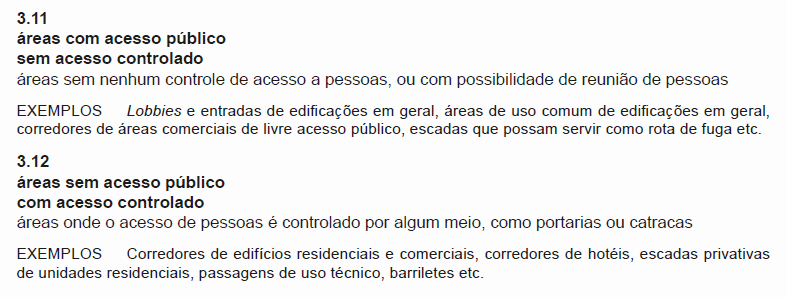 3.11
áreas com acesso público
sem acesso controlado
áreas sem nenhum controle de acesso a pessoas, ou com possibilidade de reunião de pessoas
EXEMPLOS Lobbies e entradas de edificações em geral, áreas de uso comum de edificações em geral,
corredores de áreas comerciais de livre acesso público, escadas que possam servir como rota de fuga etc.
3.12
áreas sem acesso público
com acesso controlado
áreas onde o acesso de pessoas é controlado por algum meio, como portarias ou catracas
EXEMPLOS Corredores de edifícios residenciais e comerciais, corredores de hotéis, escadas privativas
de unidades residenciais, passagens de uso técnico, barriletes etc.